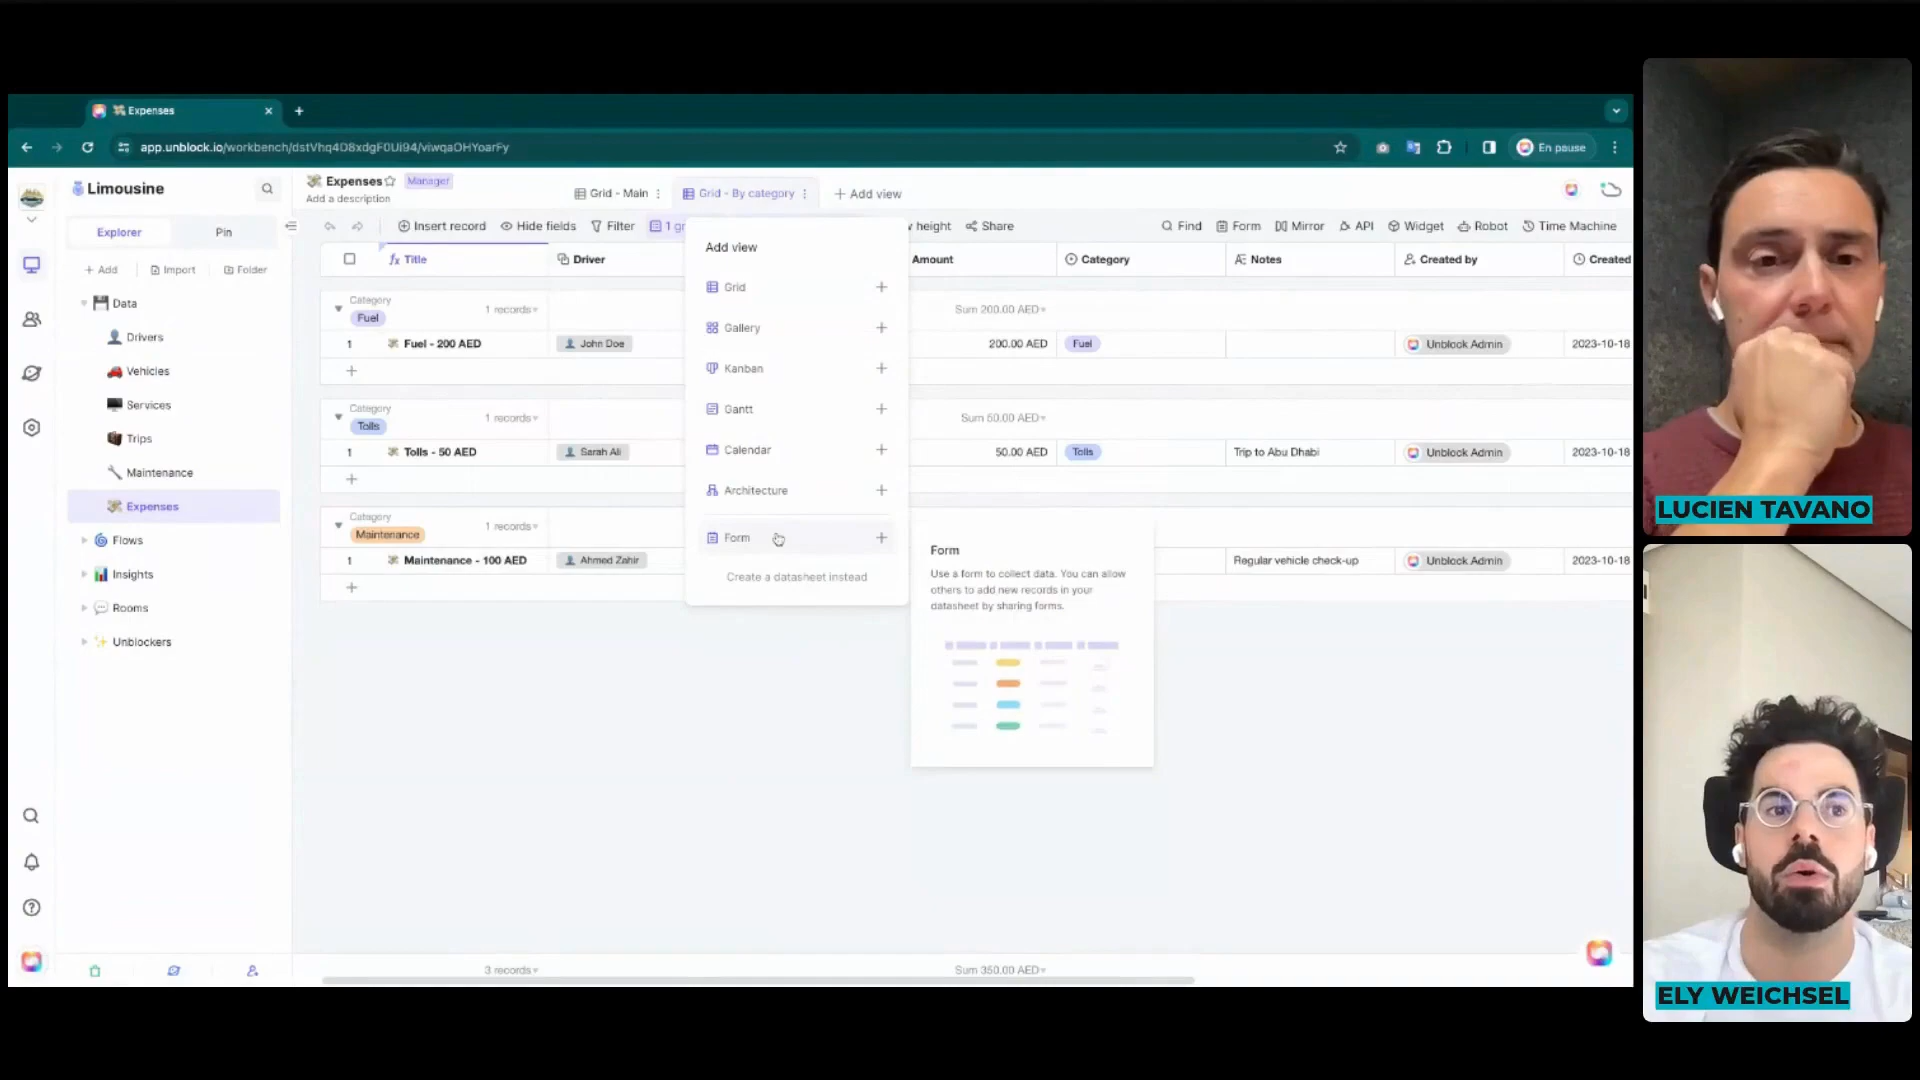 Expenses
app.unblock.io/workbench/dstVhq4O8xdgF0Ui94/viwqaOHYoarFy
En pause
Limousine
Explorer
Pin
Add
Import
Folder
Data
Drivers
Vehicles
Services
Trips
Maintenance
Expenses
Flows
Insights
Rooms
Unblockers
Expenses
Manager
Add a description
Grid - Main
Grid - By category
+ Add view
Insert record
Hide fields
Filter
1 g
height
Share
Find
Form
Mirror
API
Widget
Robot
Time Machine
Title
Driver
Amount
Category
Notes
Created by
Created
Category
Fuel
1 records
Sum 200.00 AED
1
Fuel - 200 AED
John Doe
200.00 AED
Fuel
Unblock Admin
2023-10-18
Category
Tolls
1 records
Sum 50.00 AED
1
Tolls - 50 AED
Sarah Ali
50.00 AED
Tolls
Trip to Abu Dhabi
Unblock Admin
2023-10-18
Category
Maintenance
1 records
1
Maintenance - 100 AED
Ahmed Zahir
Regular vehicle check-up
Unblock Admin
2023-10-18
3 records
Sum 350.00 AED
Add view
Grid
Gallery
Kanban
Gantt
Calendar
Architecture
Form
Create a datasheet instead
Form
Use a form to collect data. You can allow
others to add new records in your
datasheet by sharing forms.
LUCIEN TAVANO
ELY WEICHSEL